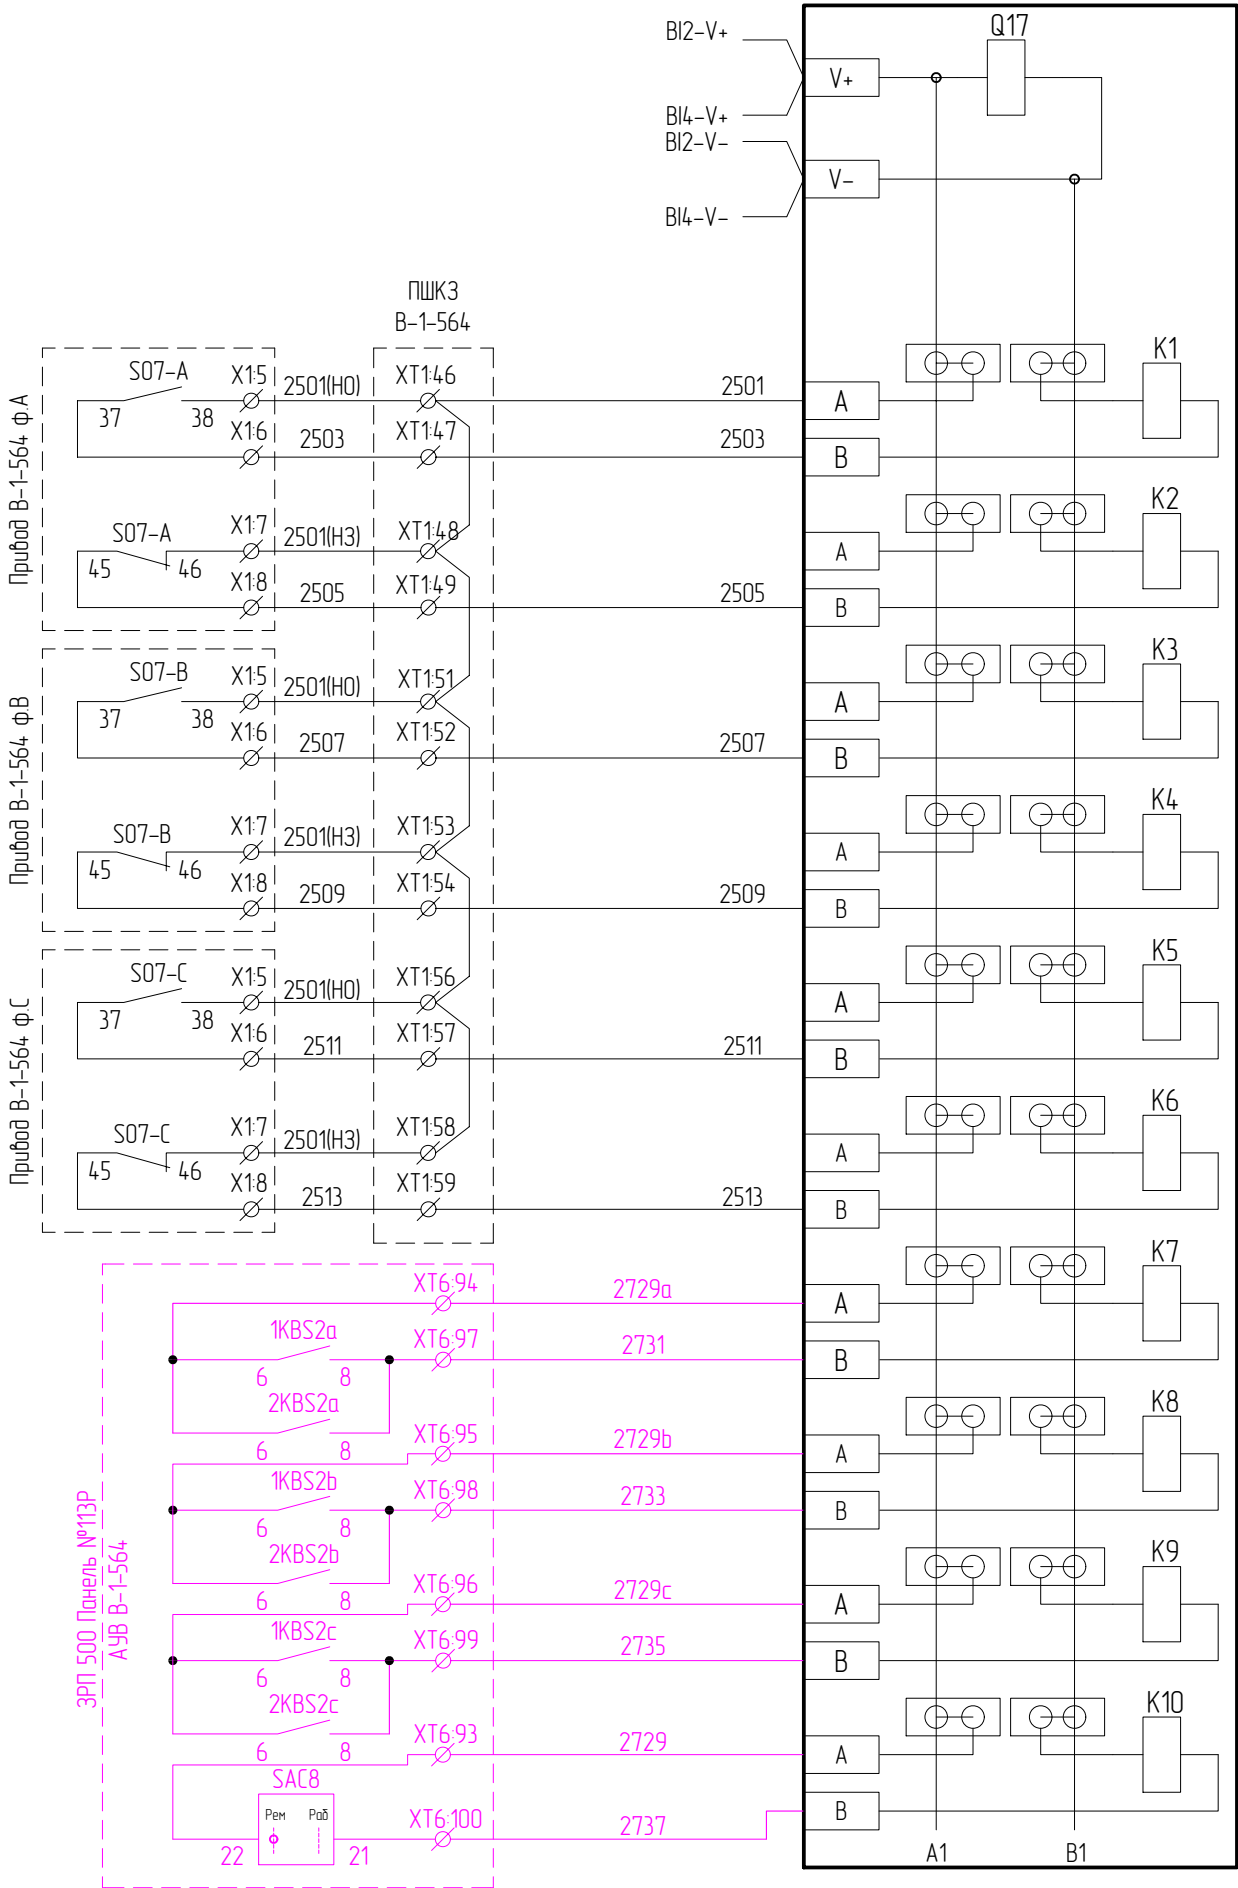 BI2-V+
Q17
V+
BI4-V+
BI2-V-
V-
BI4-V-
ПШК3
В-1-564
Привод В-1-564 ф.А
S07-A
37
38
X1:5
2501(НО)
XT1:46
2501
A
K1
X1:6
2503
XT1:47
2503
B
S07-A
45
46
X1:7
2501(НЗ)
XT1:48
A
K2
X1:8
2505
XT1:49
2505
B
Привод В-1-564 ф.В
S07-B
37
38
X1:5
2501(НО)
XT1:51
A
K3
X1:6
2507
XT1:52
2507
B
S07-B
45
46
X1:7
2501(НЗ)
XT1:53
A
K4
X1:8
2509
XT1:54
2509
B
Привод В-1-564 ф.С
S07-C
37
38
X1:5
2501(НО)
XT1:56
A
K5
X1:6
2511
XT1:57
2511
B
S07-C
45
46
X1:7
2501(НЗ)
XT1:58
A
K6
X1:8
2513
XT1:59
2513
B
ЗРП 500 Панель №113Р
АУВ В-1-564
XT6:94
2729a
A
K7
1KBS2a
6
8
XT6:97
2731
B
2KBS2a
6
8
XT6:95
2729b
A
K8
1KBS2b
6
8
XT6:98
2733
B
2KBS2b
6
8
XT6:96
2729c
A
K9
1KBS2c
6
8
XT6:99
2735
B
2KBS2c
6
8
XT6:93
2729
A
K10
SAC8
Рем
Раб
22
21
XT6:100
2737
B
A1
B1